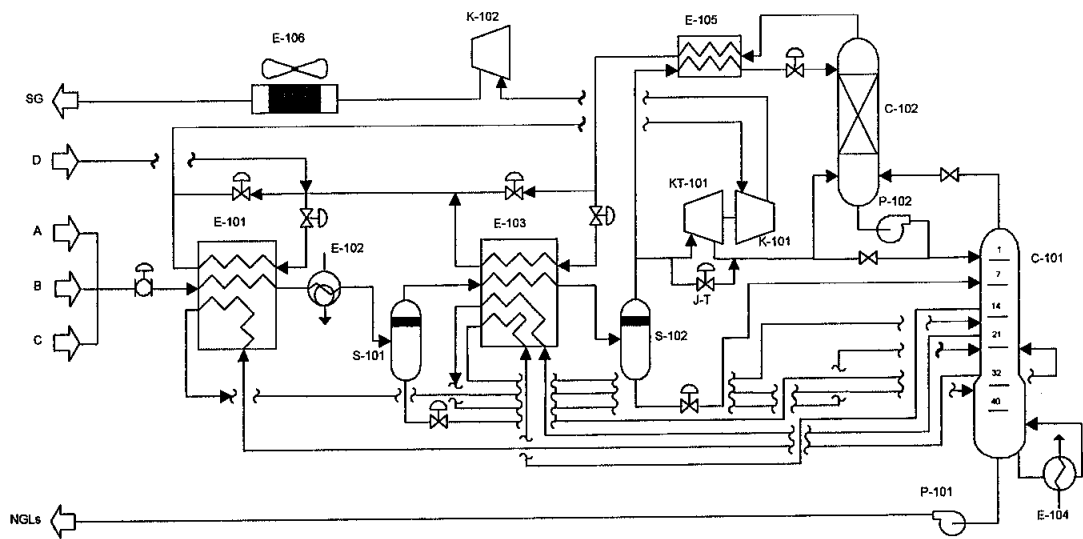 K-102
E-105
E-106
SG
C-102
D
KT-101
P-102
E-101
E-103
K-101
A
E-102
1
C-101
B
7
J-T
14
C
S-101
S-102
21
32
40
P-101
NGLs
E-104